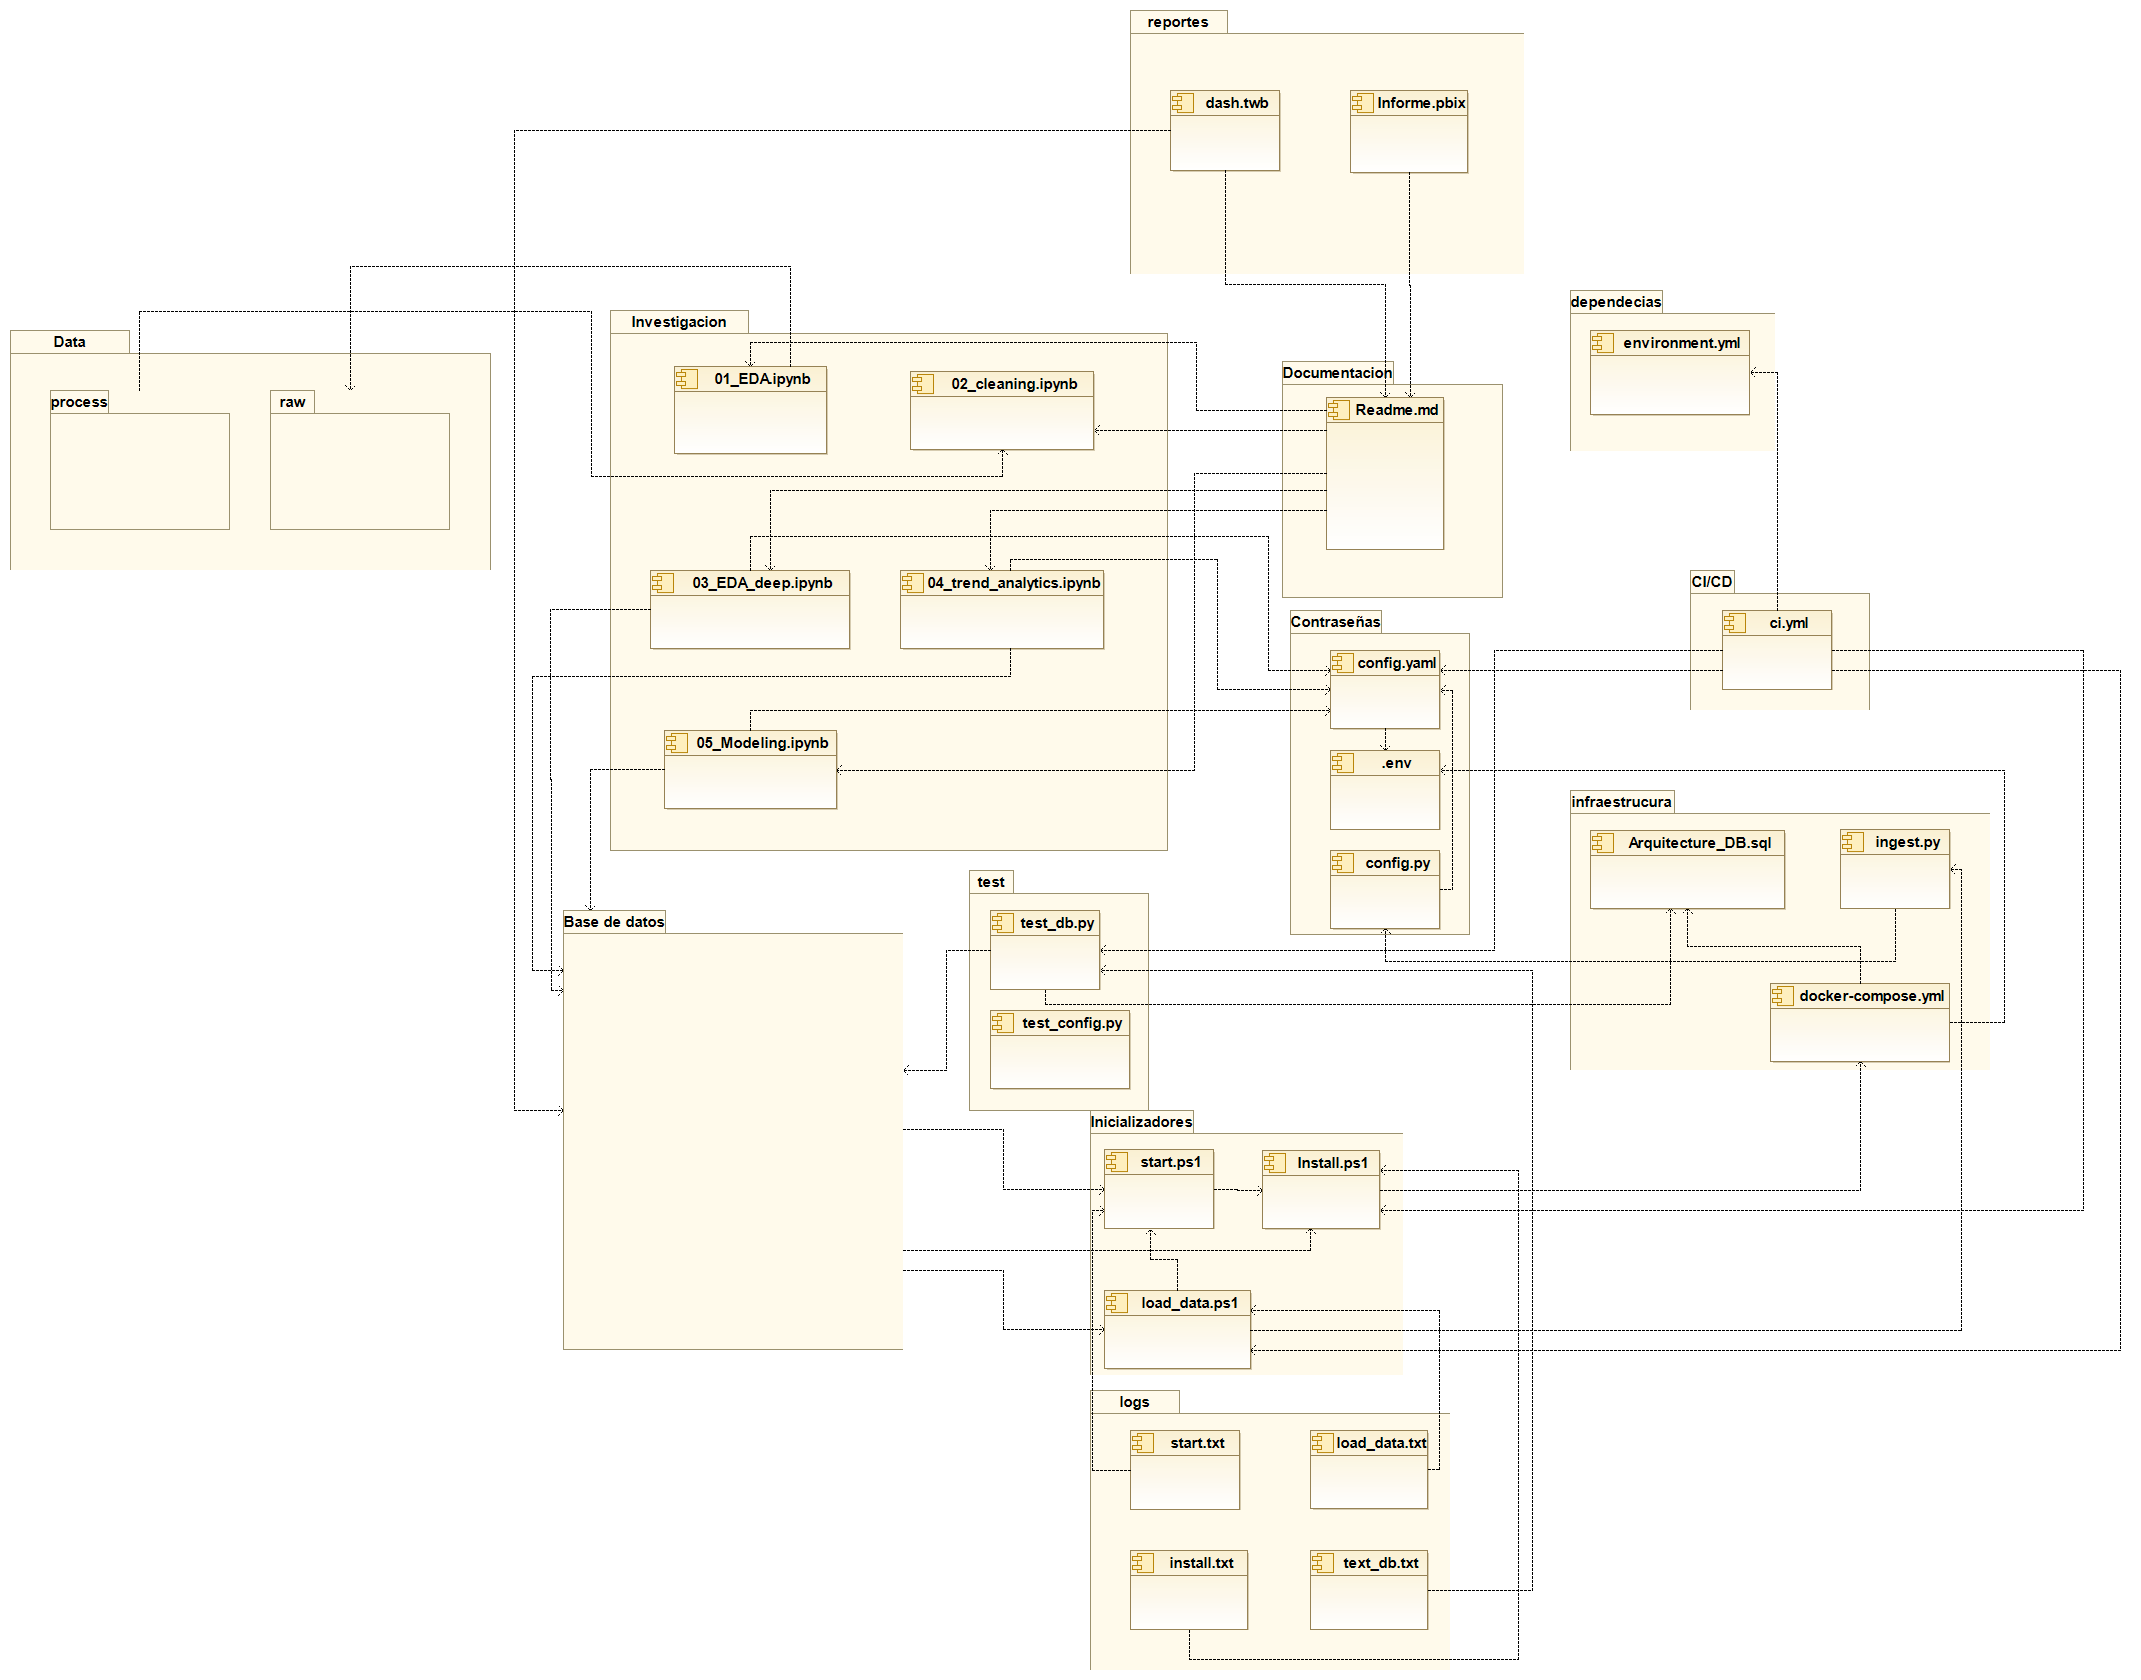 reportes
dash.twb
Informe.pbix
dependecias
environment.yml
Investigacion
Data
process
raw
01_EDA.ipynb
02_cleaning.ipynb
Documentacion
Readme.md
03_EDA_deep.ipynb
04_trend_analytics.ipynb
CI/CD
ci.yml
Contraseñas
config.yaml
05_Modeling.ipynb
.env
infraestrucura
Arquitecture_DB.sql
ingest.py
config.py
test
Base de datos
test_db.py
docker-compose.yml
test_config.py
Inicializadores
start.ps1
Install.ps1
load_data.ps1
logs
start.txt
load_data.txt
install.txt
text_db.txt